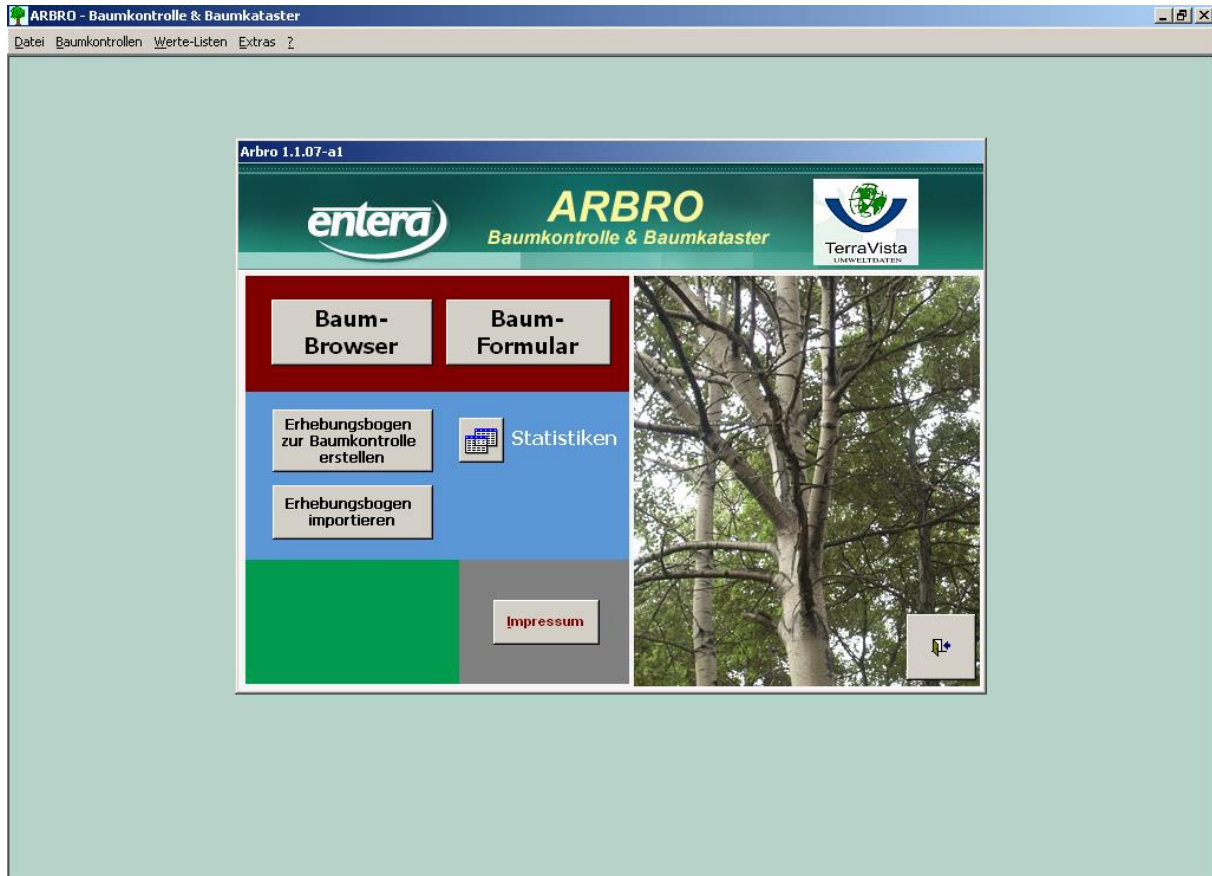 ARBRO - Baumkontrolle & Baumkataster
Datei Baumkontrollen Werte-Listen Extras ?
Arbro 1.1.07-a1
entera
ARBRO
Baumkontrolle & Baumkataster
TerraVista
UMWELTDATEN
Baum-
Browser
Baum-
Formular
Erhebungsbogen
zur Baumkontrolle
erstellen
Statistiken
Erhebungsbogen
importieren
Impressum